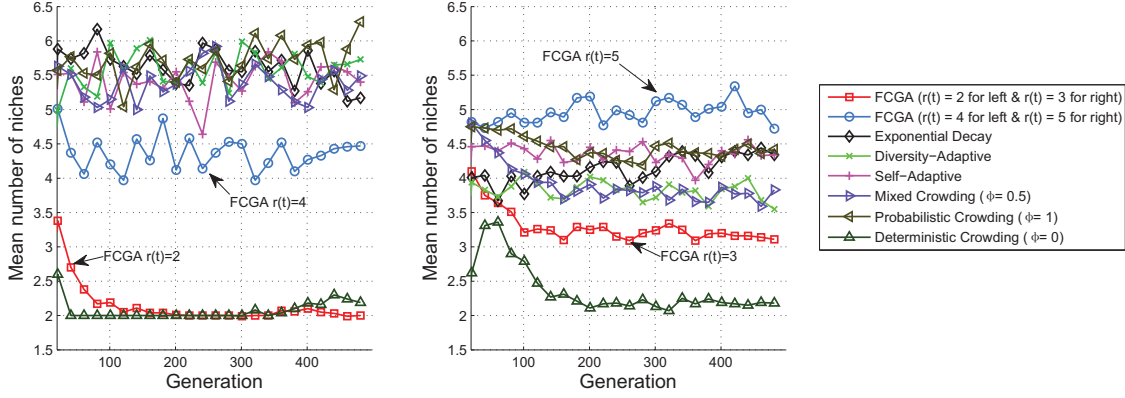 6.5
6
5.5
5
4.5
4
3.5
3
2.5
2
1.5
Mean number of niches
100
200
300
400
Generation
FCGA r(t)=4
FCGA r(t)=2
6.5
6
5.5
5
4.5
4
3.5
3
2.5
2
1.5
Mean number of niches
100
200
300
400
Generation
FCGA r(t)=5
FCGA r(t)=3
FCGA (r(t) = 2 for left & r(t) = 3 for right)
FCGA (r(t) = 4 for left & r(t) = 5 for right)
Exponential Decay
Diversity−Adaptive
Self−Adaptive
Mixed Crowding (ϕ= 0.5)
Probabilistic Crowding (ϕ= 1)
Deterministic Crowding (ϕ= 0)